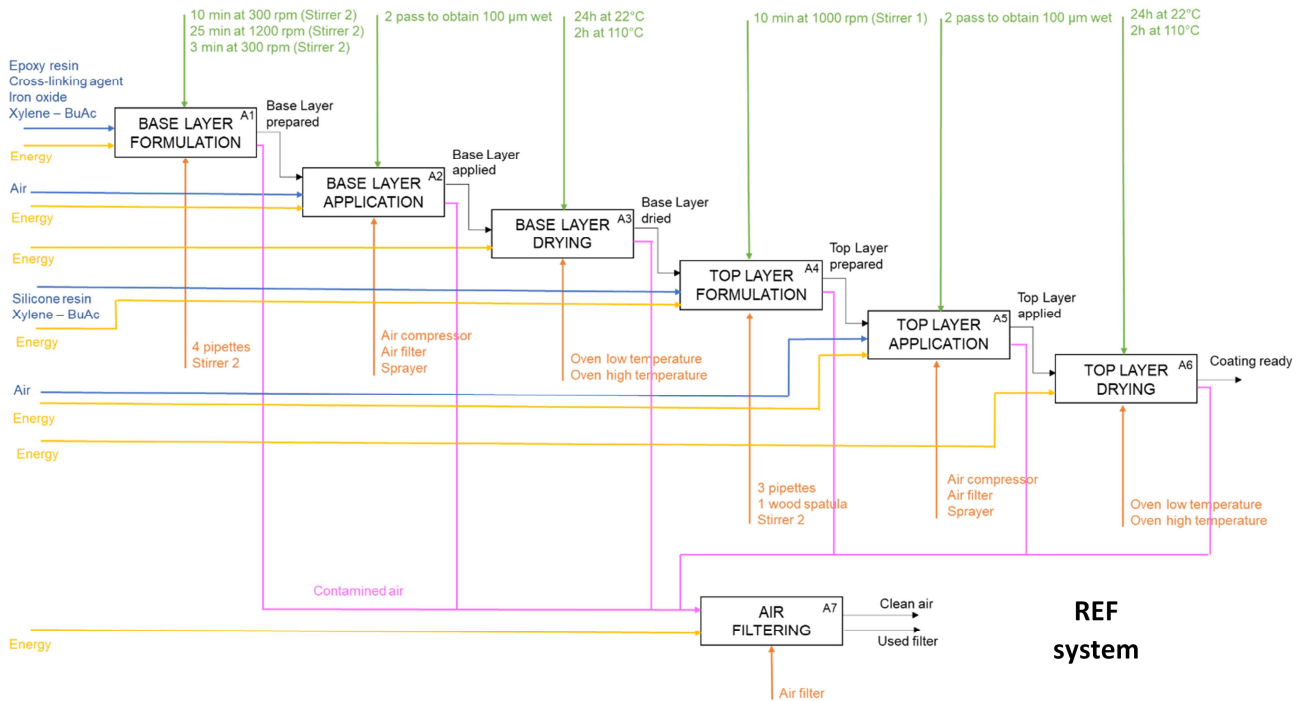 10 min at 300 rpm (Stirrer 2)
25 min at 1200 rpm (Stirrer 2)
3 min at 300 rpm (Stirrer 2)
2 pass to obtain 100 µm wet
24h at 22°C
2h at 110°C
10 min at 1000 rpm (Stirrer 1)
2 pass to obtain 100 µm wet
24h at 22°C
2h at 110°C
Epoxy resin
Cross-linking agent
Iron oxide
Xylene – BuAc
Energy
A1
BASE LAYER
FORMULATION
Base Layer
prepared
Air
Energy
A2
BASE LAYER
APPLICATION
Base Layer
applied
Energy
A3
BASE LAYER
DRYING
Base Layer
dried
Silicone resin
Xylene – BuAc
Energy
A4
TOP LAYER
FORMULATION
Top Layer
prepared
4 pipettes
Stirrer 2
Air compressor
Air filter
Sprayer
Oven low temperature
Oven high temperature
A5
TOP LAYER
APPLICATION
Top Layer
applied
Air
Energy
Energy
A6
TOP LAYER
DRYING
Coating ready
3 pipettes
1 wood spatula
Stirrer 2
Air compressor
Air filter
Sprayer
Oven low temperature
Oven high temperature
Contamined air
Energy
A7
AIR
FILTERING
Clean air
Used filter
Air filter
REF
system